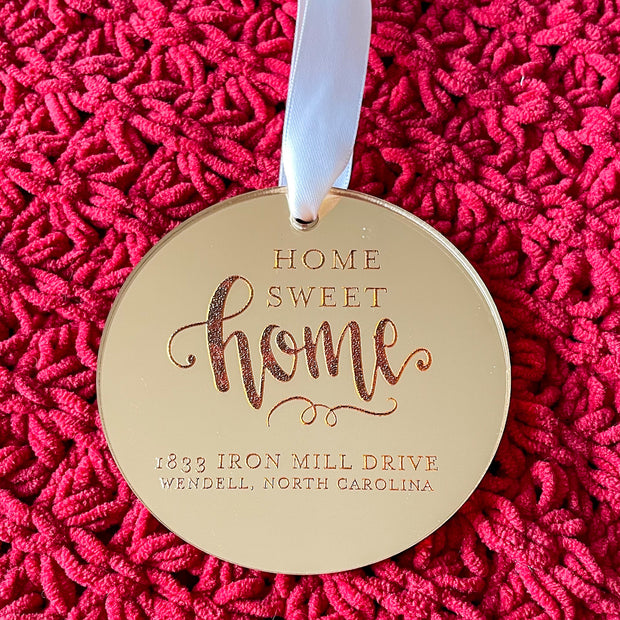 HOME
SWEET
home
1833 IRON MILL DRIVE
WENDELL, NORTH CAROLINA